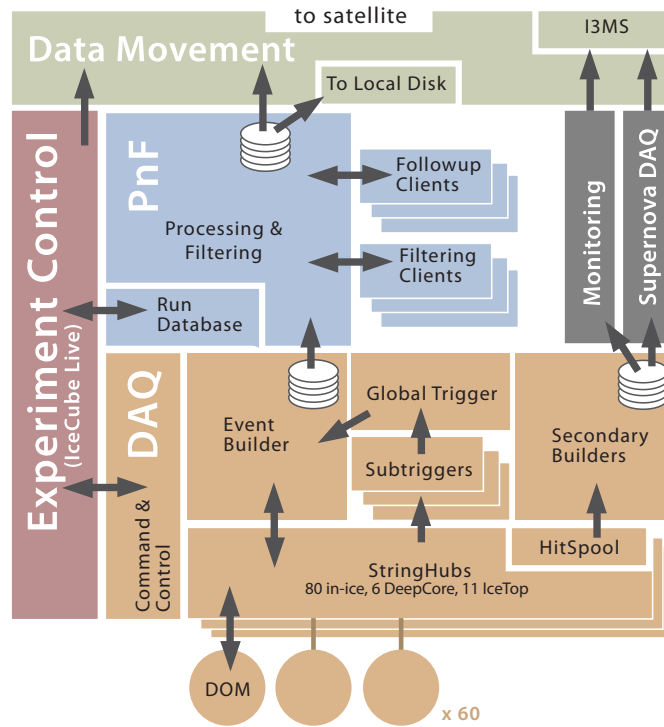 to satellite
Data Movement
I3MS
To Local Disk
Experiment Control
(IceCube Live)
PnF
Processing &
Filtering
Followup
Clients
Filtering
Clients
Monitoring
Supernova DAQ
Run
Database
DAQ
Command &
Control
Event
Builder
Global Trigger
Subtriggers
Secondary
Builders
HitSpool
StringHubs
80 in-ice, 6 DeepCore, 11 IceTop
DOM
x 60